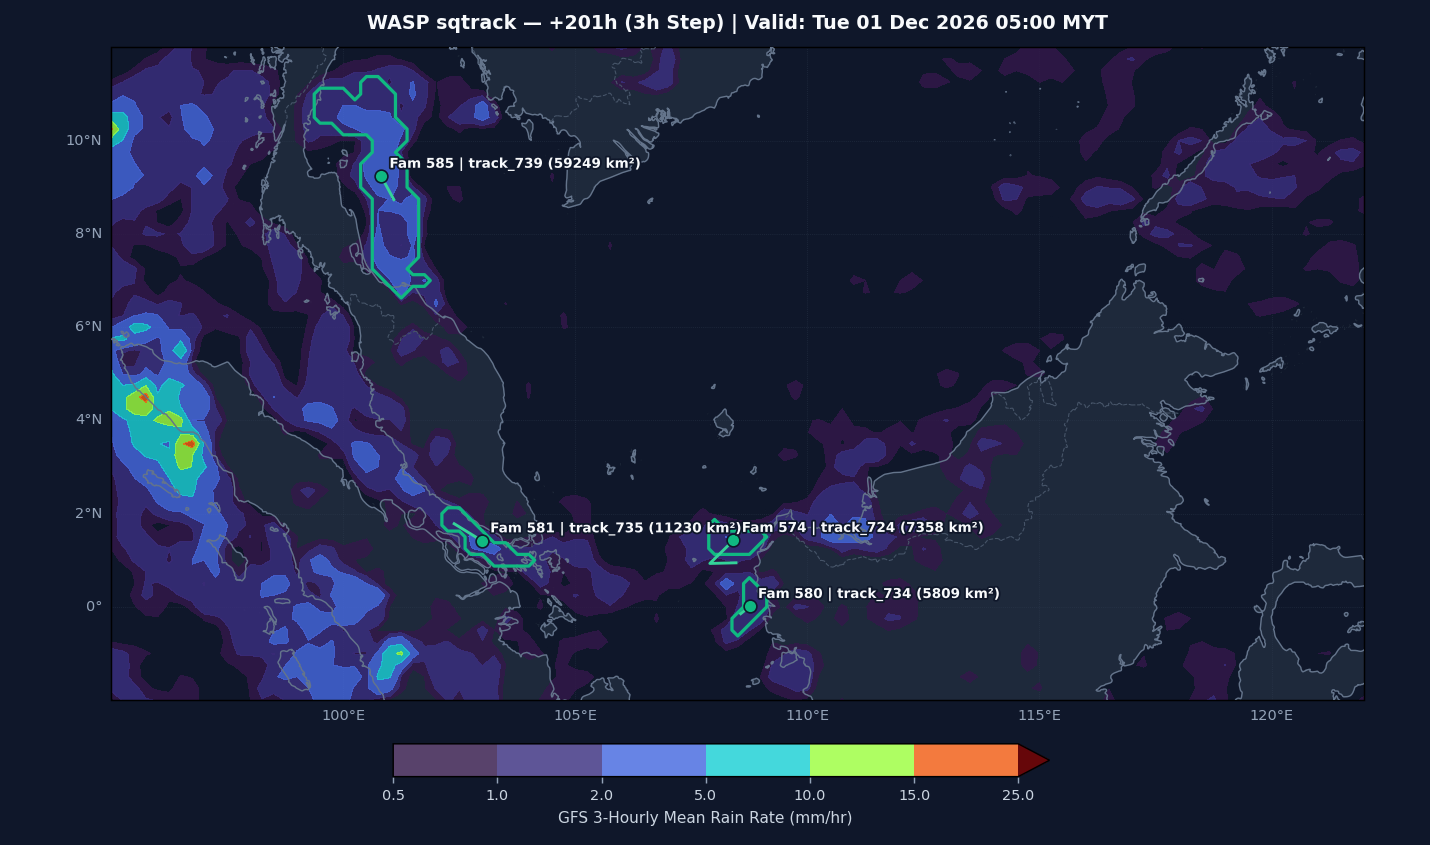 WASP sqtrack — +201h (3h Step) | Valid: Tue 01 Dec 2026 05:00 MYT
10°N
Fam 585 | track_739 (59249 km²)
8°N
6°N
4°N
2°N
Fam 581 | track_735 (11230 km²)
Fam 574 | track_724 (7358 km²)
Fam 580 | track_734 (5809 km²)
0°
100°E 105°E 110°E 115°E 120°E
0.5 1.0 2.0 5.0 10.0 15.0 25.0
GFS 3-Hourly Mean Rain Rate (mm/hr)